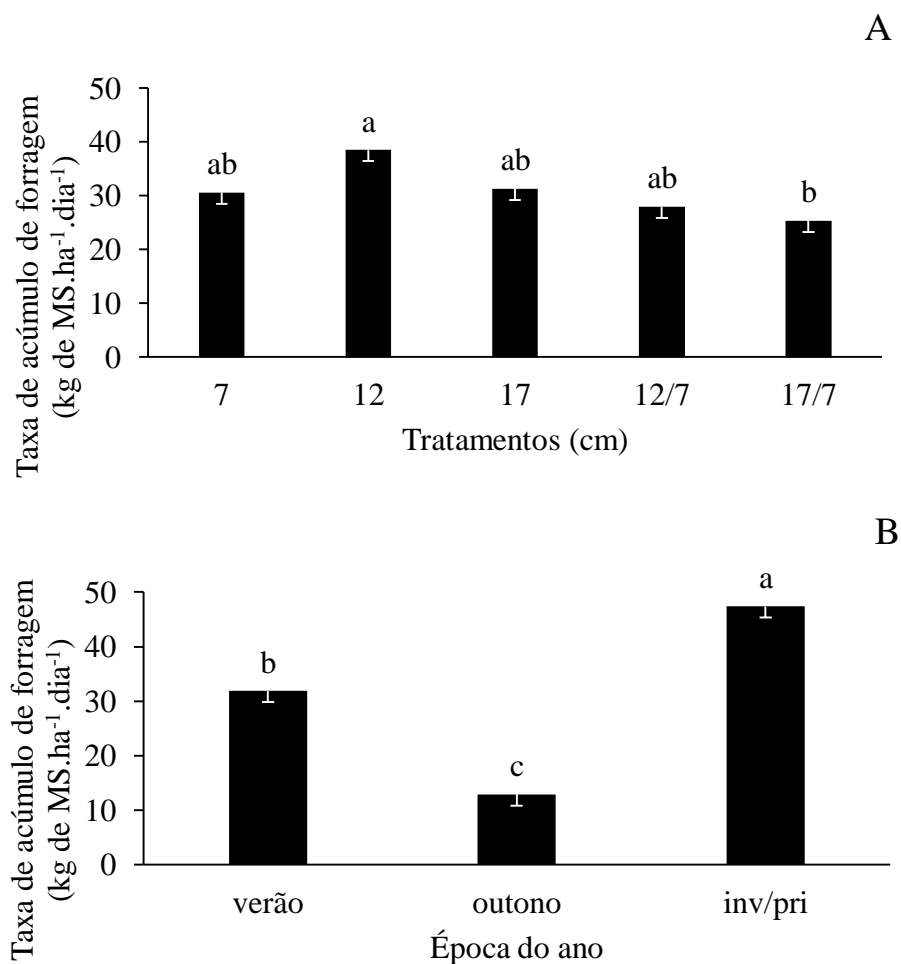 A
Taxa de acúmulo de forragem
(kg de MS.ha⁻¹.dia⁻¹)
50
40
30
20
10
0
ab
a
ab
ab
b
7
12
17
12/7
17/7
Tratamentos (cm)
B
Taxa de acúmulo de forragem
(kg de MS.ha⁻¹.dia⁻¹)
50
40
30
20
10
0
b
c
a
verão
outono
inv/pri
Época do ano